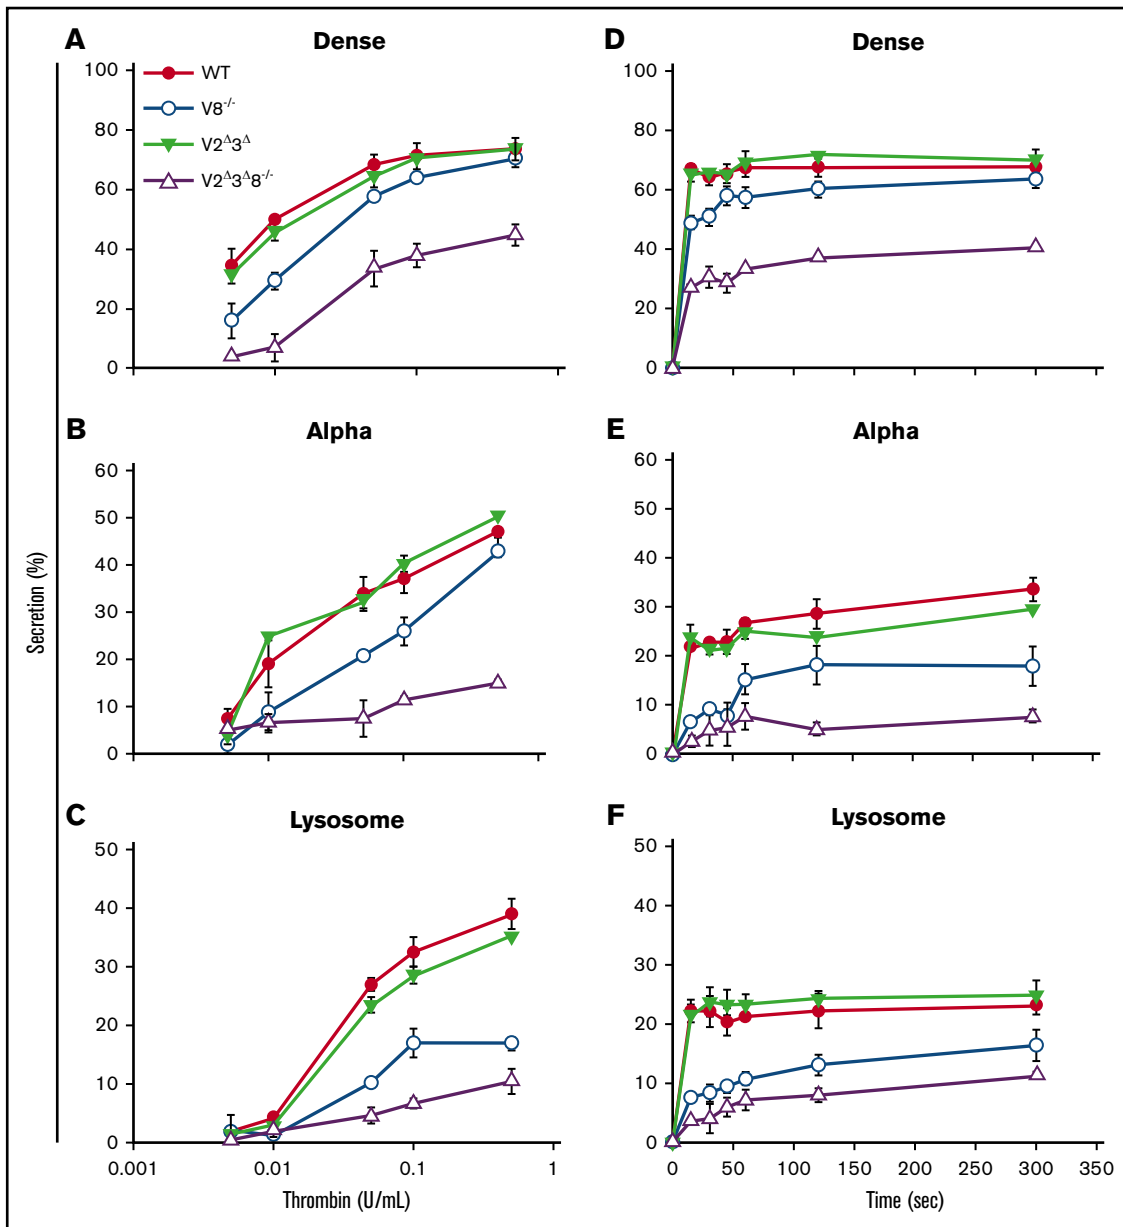 A
Dense
100
80
60
40
20
0
WT
V8-/-
V2Δ3Δ
V2Δ3Δ8-/-
D
Dense
100
80
60
40
20
0
B
Alpha
60
50
40
30
20
10
0
E
Alpha
60
50
40
30
20
10
0
Secretion (%)
C
Lysosome
50
40
30
20
10
0
0.001
0.01
0.1
1
Thrombin (U/mL)
F
Lysosome
50
40
30
20
10
0
0
50
100
150
200
250
300
350
Time (sec)